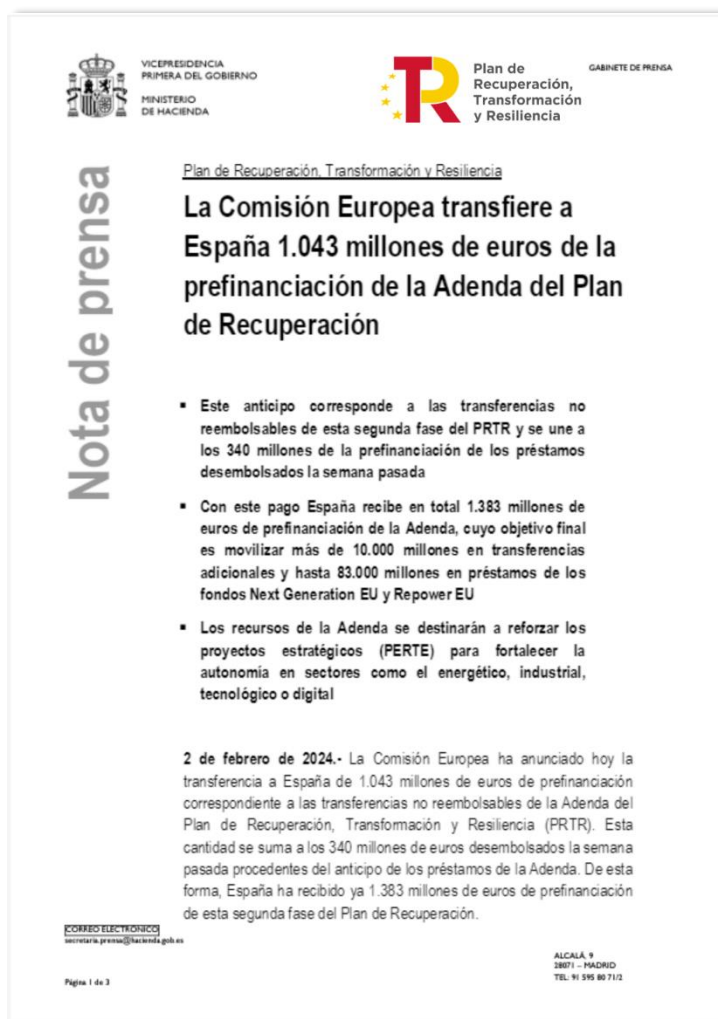 VICEPRESIDENCIA
PRIMERA DEL GOBIERNO
MINISTERIO
DE HACIENDA
TR
Plan de
Recuperación,
Transformación
y Resiliencia
GABINETE DE PRENSA
Nota de prensa
Plan de Recuperación, Transformación y Resiliencia
La Comisión Europea transfiere a
España 1.043 millones de euros de la
prefinanciación de la Adenda del Plan
de Recuperación
▪ Este anticipo corresponde a las transferencias no
reembolsables de esta segunda fase del PRTR y se une a
los 340 millones de la prefinanciación de los préstamos
desembolsados la semana pasada
▪ Con este pago España recibe en total 1.383 millones de
euros de prefinanciación de la Adenda, cuyo objetivo final
es movilizar más de 10.000 millones en transferencias
adicionales y hasta 83.000 millones en préstamos de los
fondos Next Generation EU y Repower EU
▪ Los recursos de la Adenda se destinarán a reforzar los
proyectos estratégicos (PERTE) para fortalecer la
autonomía en sectores como el energético, industrial,
tecnológico o digital
2 de febrero de 2024.- La Comisión Europea ha anunciado hoy la
transferencia a España de 1.043 millones de euros de prefinanciación
correspondiente a las transferencias no reembolsables de la Adenda del
Plan de Recuperación, Transformación y Resiliencia (PRTR). Esta
cantidad se suma a los 340 millones de euros desembolsados la semana
pasada procedentes del anticipo de los préstamos de la Adenda. De esta
forma, España ha recibido ya 1.383 millones de euros de prefinanciación
de esta segunda fase del Plan de Recuperación.
CORREO ELECTRÓNICO
secretaria.prensa@hacienda.gob.es
Página 1 de 3
ALCALÁ, 9
28071 – MADRID
TEL: 91 595 80 71/2